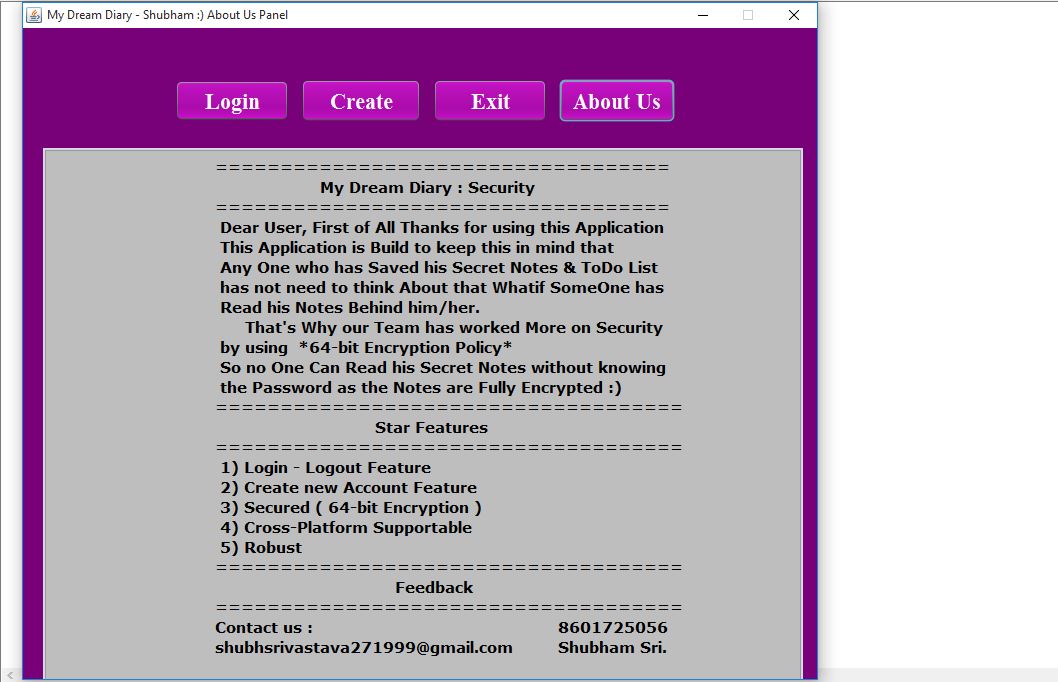 My Dream Diary - Shubham :) About Us Panel
Login Create Exit About Us
===================================
My Dream Diary : Security
===================================
Dear User, First of All Thanks for using this Application
This Application is Build to keep this in mind that
Any One who has Saved his Secret Notes & ToDo List
has not need to think About that Whatif SomeOne has
Read his Notes Behind him/her.
That's Why our Team has worked More on Security
by using  *64-bit Encryption Policy*
So no One Can Read his Secret Notes without knowing
the Password as the Notes are Fully Encrypted :)
====================================
Star Features
====================================
1) Login - Logout Feature
2) Create new Account Feature
3) Secured ( 64-bit Encryption )
4) Cross-Platform Supportable
5) Robust
====================================
Feedback
====================================
Contact us : 8601725056
shubhsrivastava271999@gmail.com Shubham Sri.